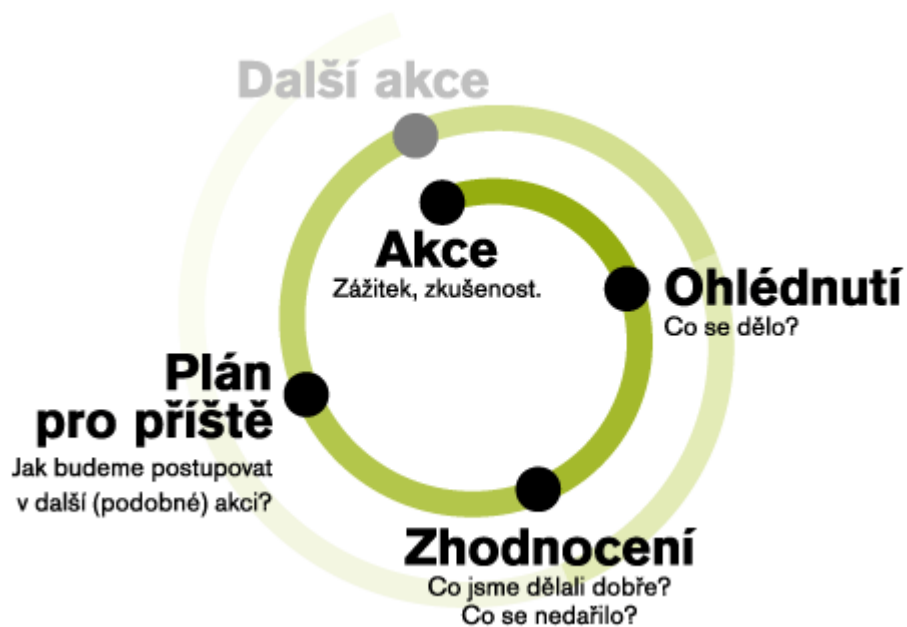 Další akce
Akce
Zážitek, zkušenost.
Ohlédnutí
Co se dělo?
Plán
pro příště
Jak budeme postupovat
v další (podobné) akci?
Zhodnocení
Co jsme dělali dobře?
Co se nedařilo?